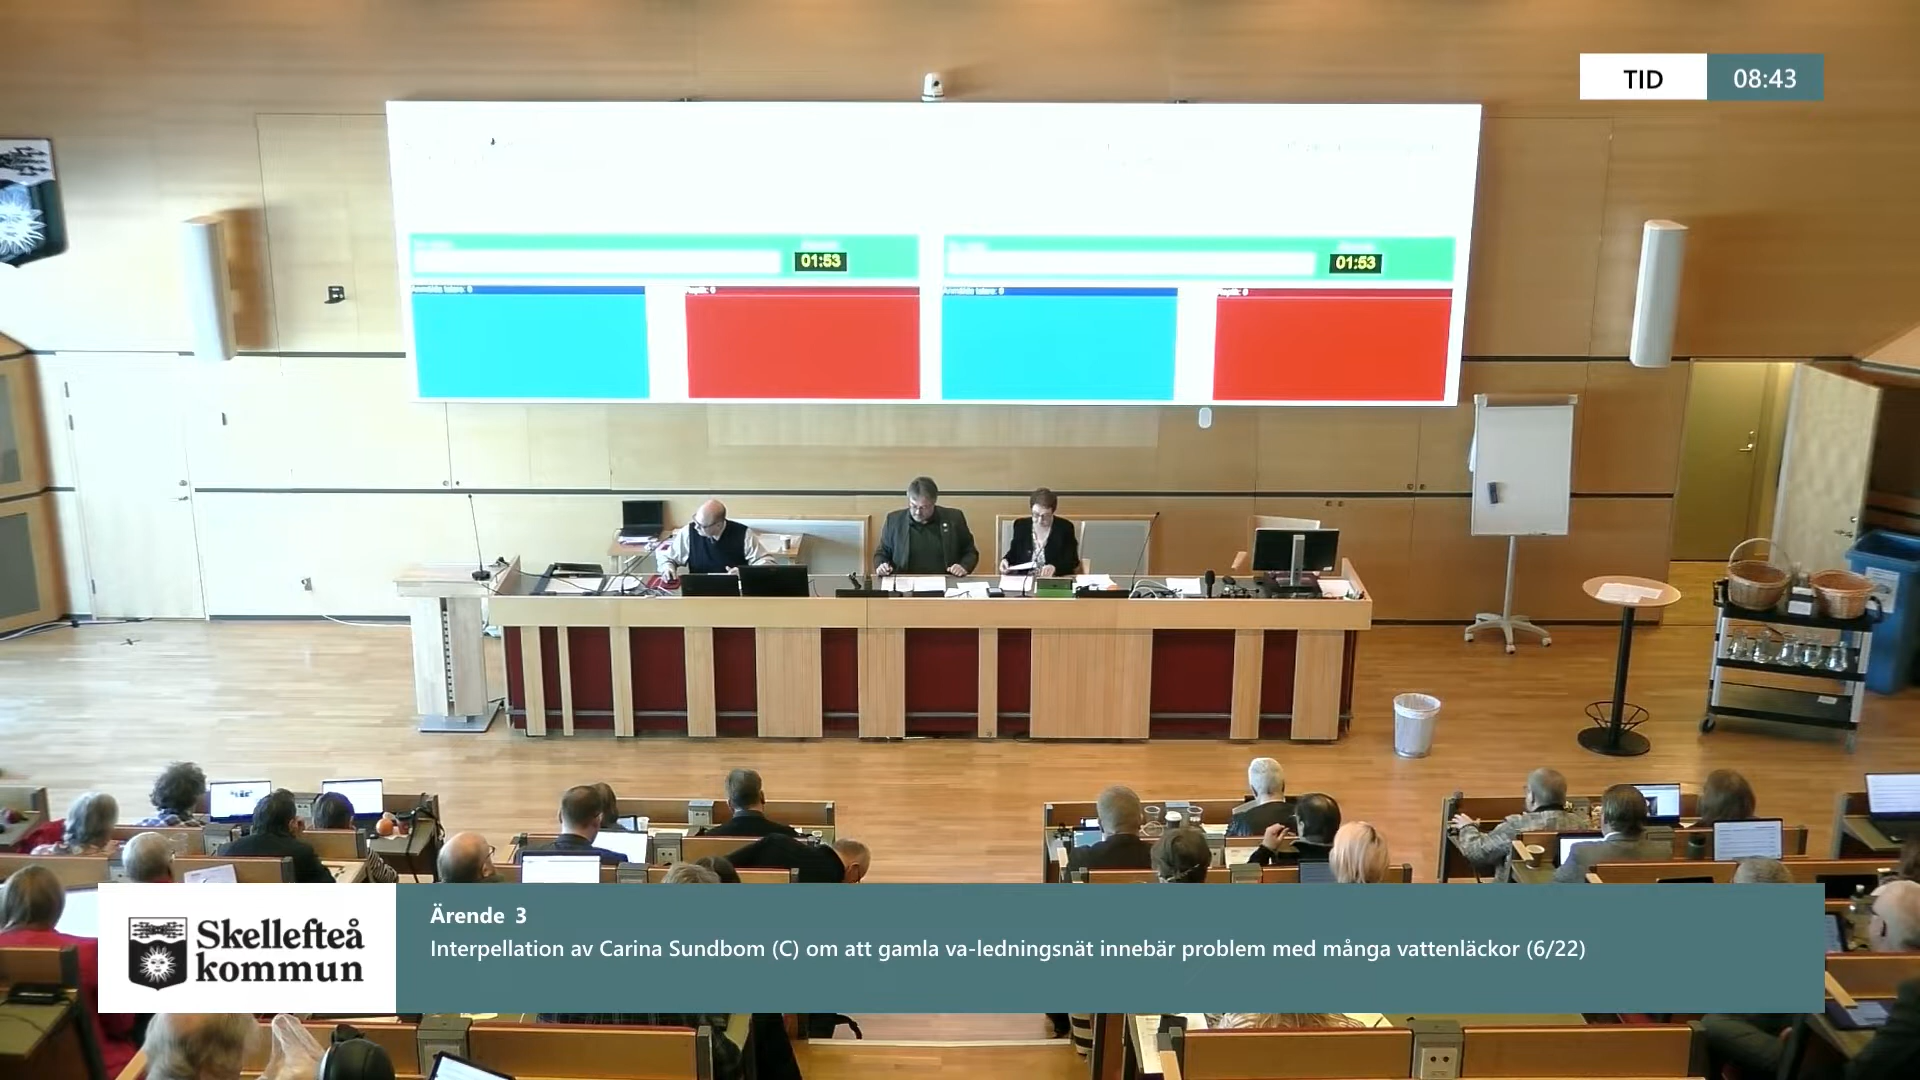 TID 08:43
01:53
01:53
Ärende 3
Interpellation av Carina Sundbom (C) om att gamla va-ledningsnät innebär problem med många vattenläckor (6/22)
Skellefteå
kommun